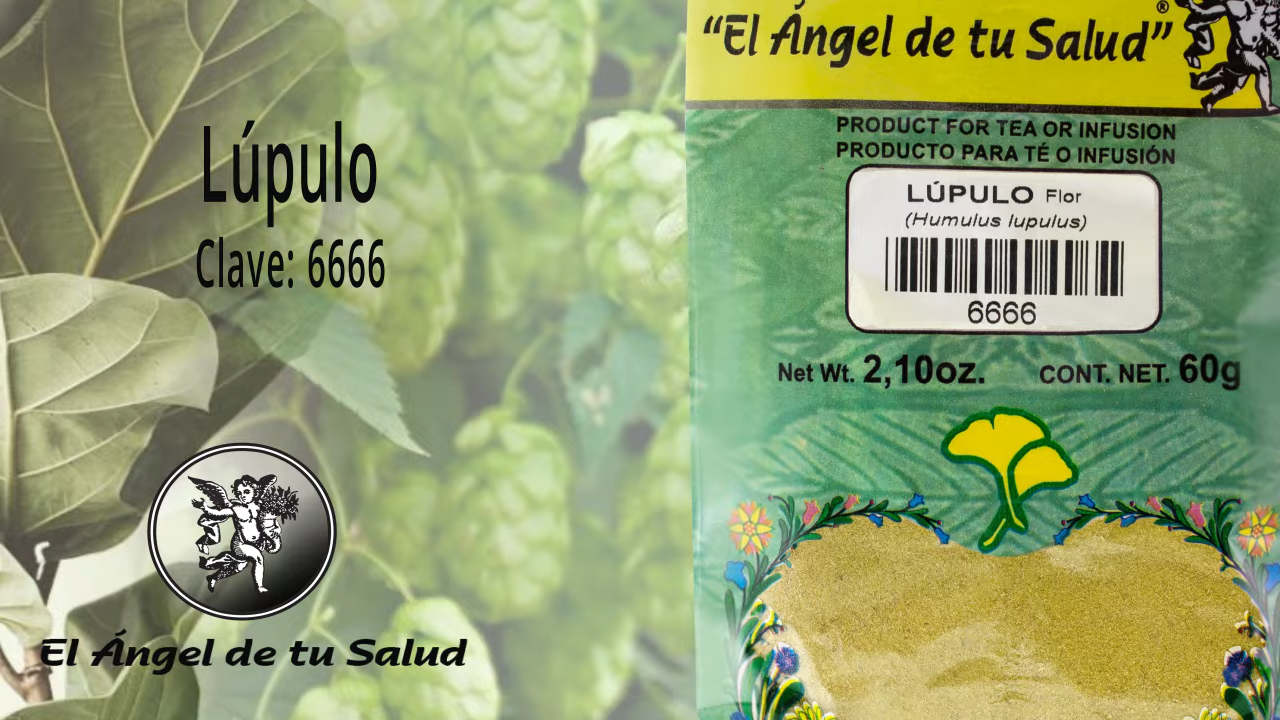 Lúpulo
Clave: 6666
El Ángel de tu Salud
“El Ángel de tu Salud” ®
PRODUCT FOR TEA OR INFUSION
PRODUCTO PARA TÉ O INFUSIÓN
LÚPULO Flor
(Humulus lupulus)
6666
Net Wt. 2,10oz. CONT. NET. 60g